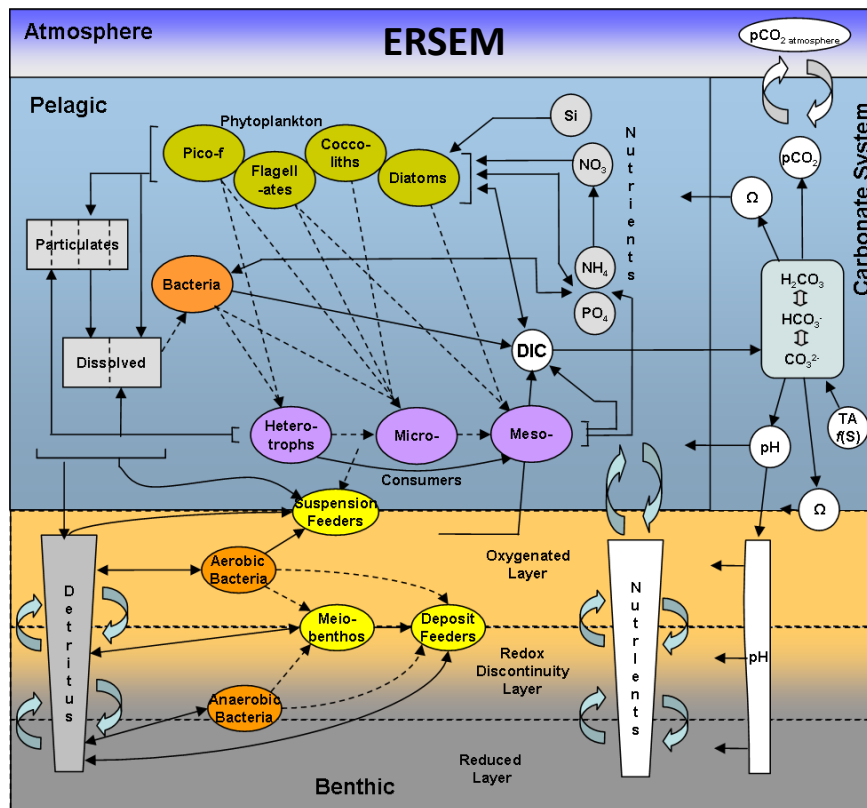 Atmosphere
ERSEM
pCO2 atmosphere
Pelagic
Phytoplankton
Pico-f
Flagell
-ates
Cocco-
liths
Diatoms
Si
NO3
NH4
PO4
Nutrients
pCO2
Ω
Carbonate System
H2CO3
HCO3-
CO32-
TA
f(S)
pH
Ω
Particulates
Bacteria
Dissolved
DIC
Hetero-
trophs
Micro-
Meso-
Consumers
Suspension
Feeders
Oxygenated
Layer
Aerobic
Bacteria
Detritus
Meio-
benthos
Deposit
Feeders
Redox
Discontinuity
Layer
Anaerobic
Bacteria
Nutrients
pH
Reduced
Layer
Benthic